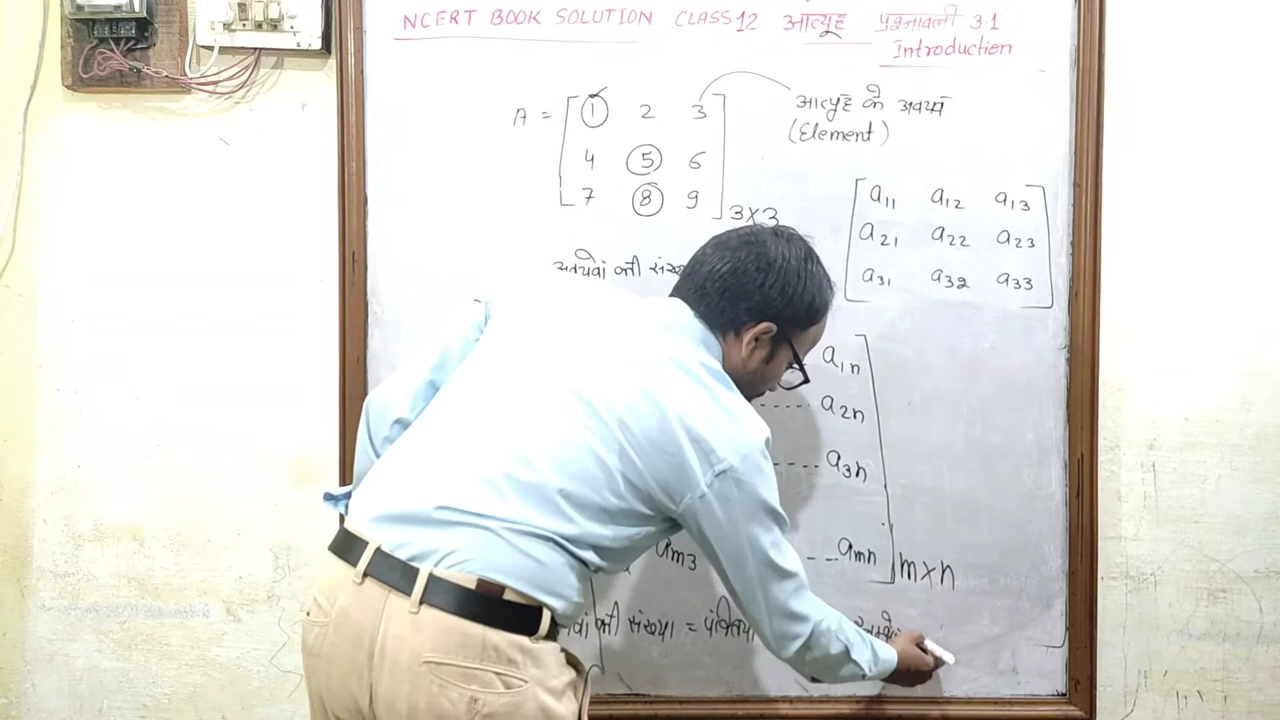 NCERT BOOK SOLUTION CLASS 12 आव्यूह प्रश्नावली 3.1
Introduction
A = [ 1 2 3
4 5 6
7 8 9 ] 3×3
आव्यूह के अवयव
(Element)
a11 a12 a13
a21 a22 a23
a31 a32 a33
की
a1n
a2n
a3n
am3 amn m×n
की संख्या =